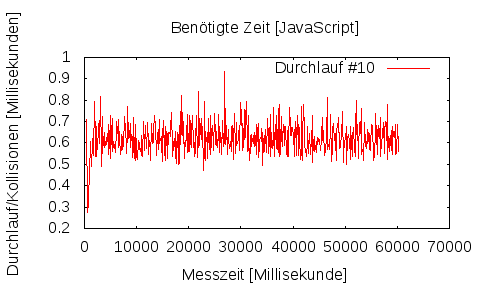 Benötigte Zeit [JavaScript]
Durchlauf/Kollisionen [Millisekunden]
Durchlauf #10
1
0.9
0.8
0.7
0.6
0.5
0.4
0.3
0.2
0 10000 20000 30000 40000 50000 60000 70000
Messzeit [Millisekunde]